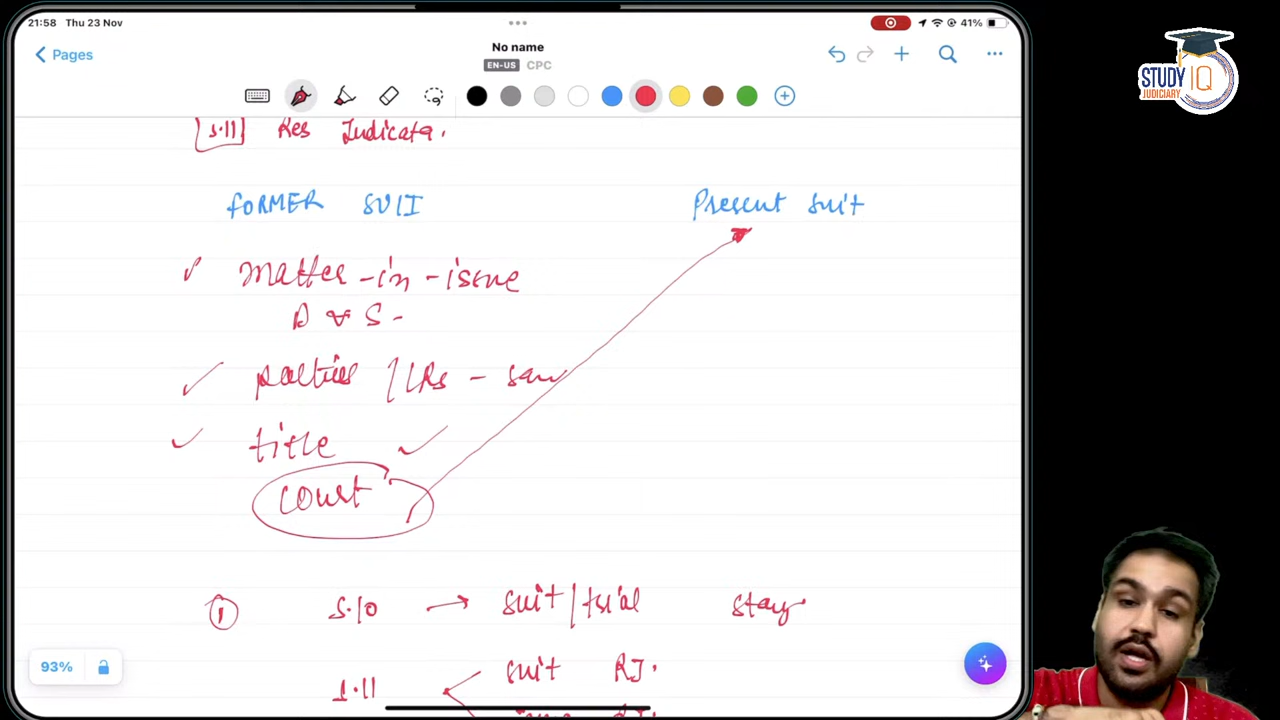 21:58 Thu 23 Nov
41%
Pages
No name
EN-US CPC
STUDY IQ
JUDICIARY
S.11 Res Judicata.
FORMER SUIT
Present suit
matter-in-issue
D & S -
parties / LRs - same
title
court
1 S.10 → suit/trial stay
S.11
suit RJ.
RJ.
93%